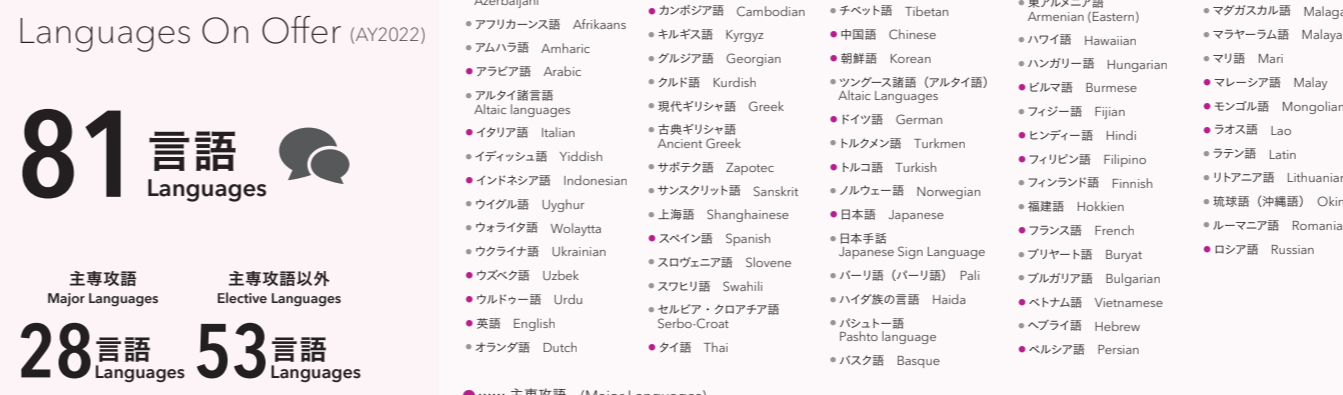 Languages On Offer (AY2022)
81 言語
Languages
主専攻語
Major Languages
28 言語
Languages
主専攻語以外
Elective Languages
53 言語
Languages
Azerbaijani
アフリカーンス語 Afrikaans
アムハラ語 Amharic
アラビア語 Arabic
アルタイ諸言語
Altaic languages
イタリア語 Italian
イディッシュ語 Yiddish
インドネシア語 Indonesian
ウイグル語 Uyghur
ウォライタ語 Wolaytta
ウクライナ語 Ukrainian
ウズベク語 Uzbek
ウルドゥー語 Urdu
英語 English
オランダ語 Dutch
カンボジア語 Cambodian
キルギス語 Kyrgyz
グルジア語 Georgian
クルド語 Kurdish
現代ギリシャ語 Greek
古典ギリシャ語
Ancient Greek
サポテク語 Zapotec
サンスクリット語 Sanskrit
上海語 Shanghainese
スペイン語 Spanish
スロヴェニア語 Slovene
スワヒリ語 Swahili
セルビア・クロアチア語
Serbo-Croat
タイ語 Thai
チベット語 Tibetan
中国語 Chinese
朝鮮語 Korean
ツングース諸語（アルタイ語）
Altaic Languages
ドイツ語 German
トルクメン語 Turkmen
トルコ語 Turkish
ノルウェー語 Norwegian
日本語 Japanese
日本手話
Japanese Sign Language
パーリ語（パーリ語） Pali
ハイダ族の言語 Haida
パシュトー語
Pashto language
バスク語 Basque
東アルメニア語
Armenian (Eastern)
ハワイ語 Hawaiian
ハンガリー語 Hungarian
ビルマ語 Burmese
フィジー語 Fijian
ヒンディー語 Hindi
フィリピン語 Filipino
フィンランド語 Finnish
福建語 Hokkien
フランス語 French
ブリヤート語 Buryat
ブルガリア語 Bulgarian
ベトナム語 Vietnamese
ヘブライ語 Hebrew
ペルシア語 Persian
マダガスカル語 Malaga
マラヤーラム語 Malaya
マリ語 Mari
マレーシア語 Malay
モンゴル語 Mongolian
ラオス語 Lao
ラテン語 Latin
リトアニア語 Lithuanian
琉球語（沖縄語） Okin
ルーマニア語 Romania
ロシア語 Russian
主専攻語 (Major Languages)